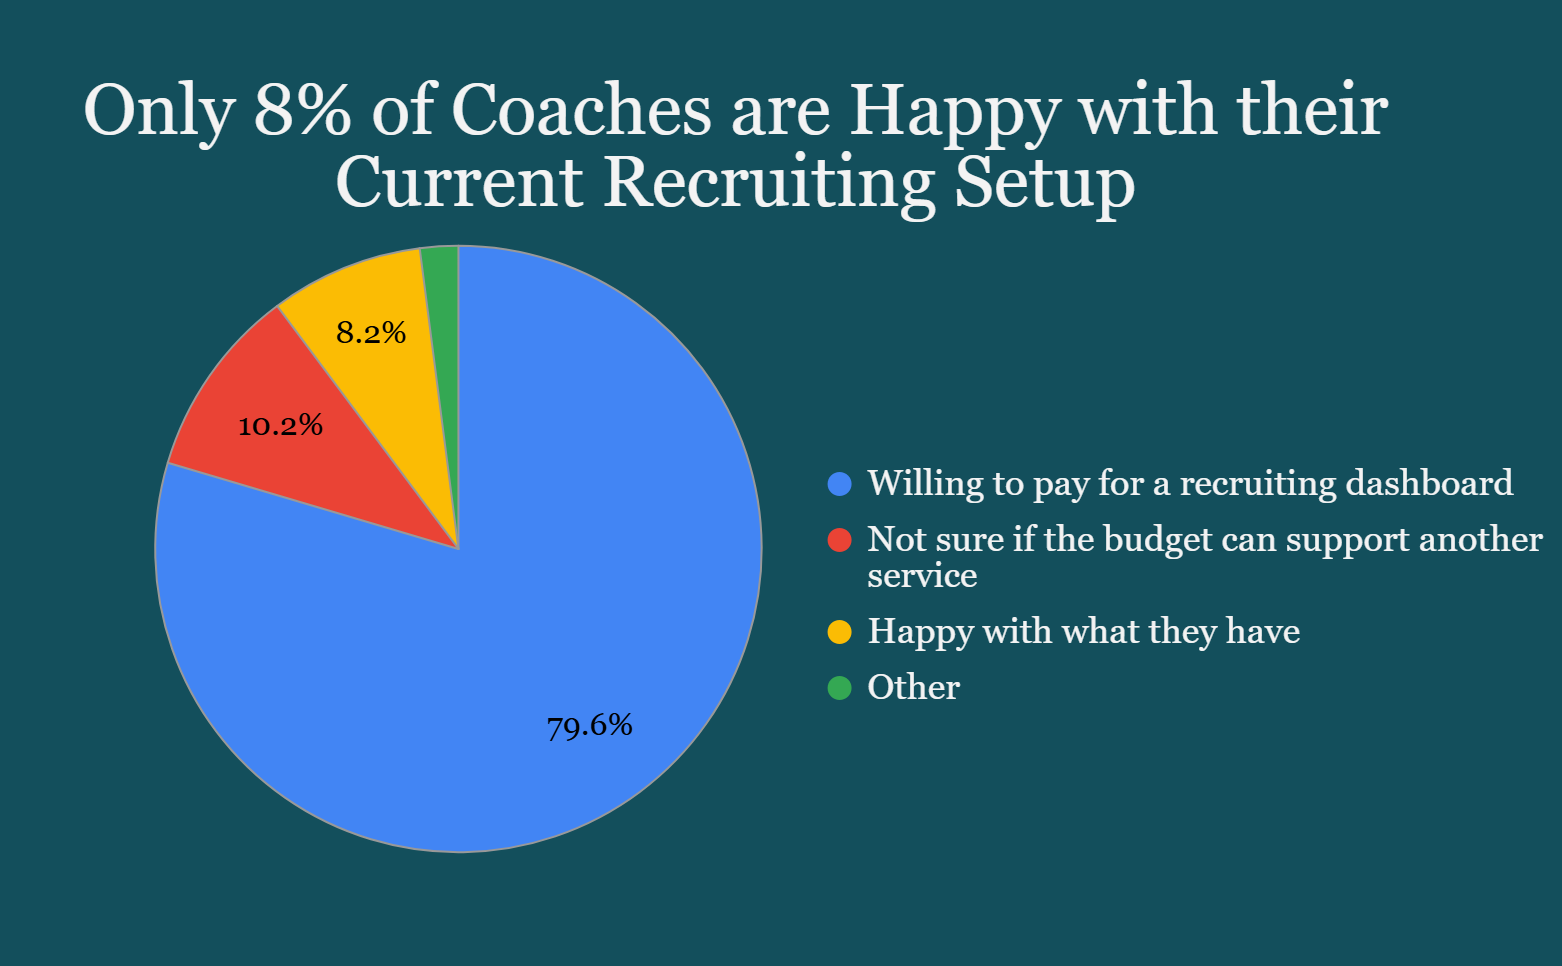 Only 8% of Coaches are Happy with their
Current Recruiting Setup
8.2%
10.2%
79.6%
Willing to pay for a recruiting dashboard
Not sure if the budget can support another
service
Happy with what they have
Other